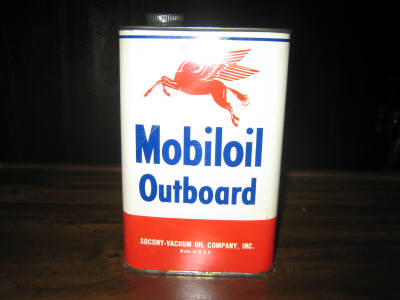 Mobiloil
Outboard
SOCONY-VACUUM OIL COMPANY, INC.
Made in U.S.A.